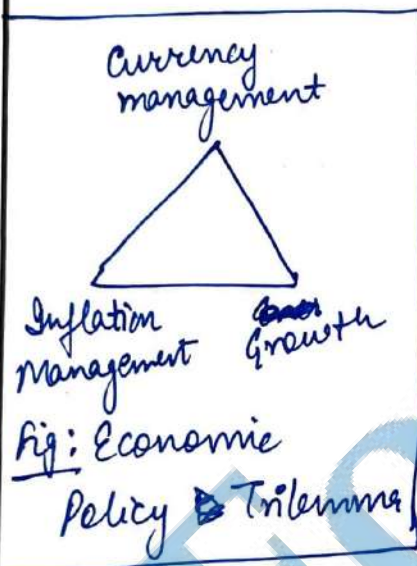 Currency
management
Inflation
Management
Growth
Fig: Economic
Policy Trilemma